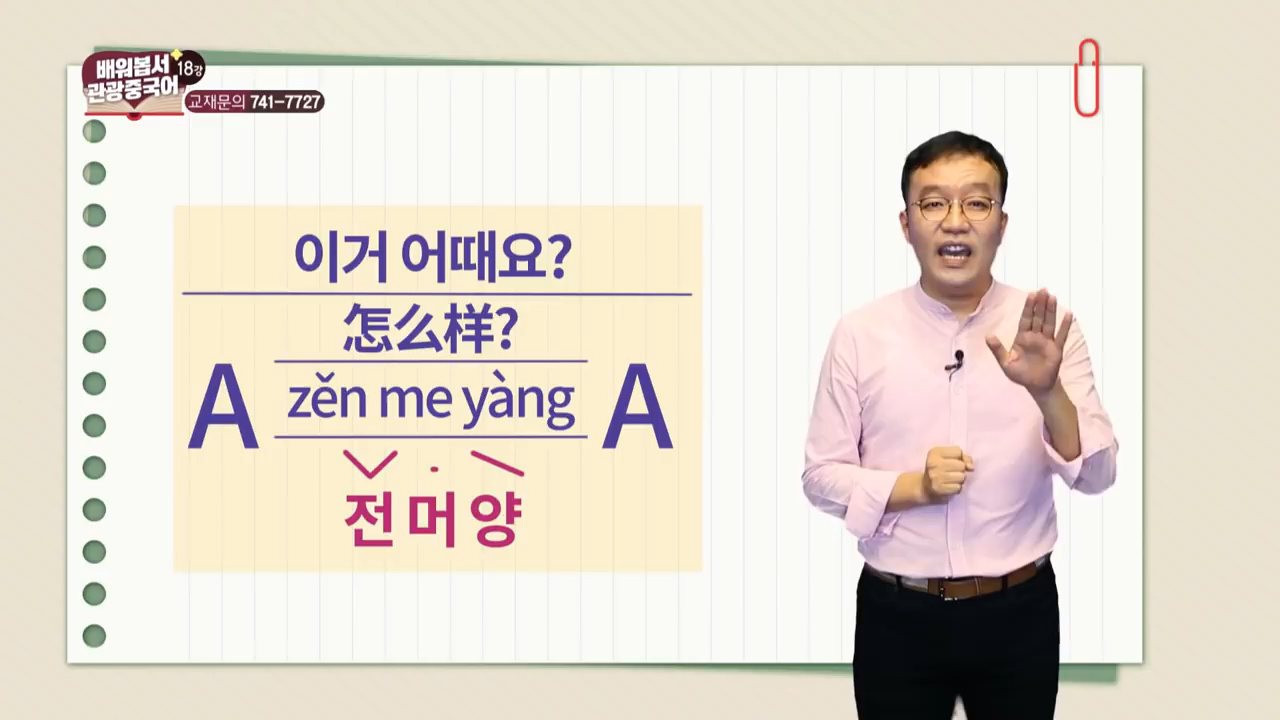 배워봅서 18강
관광중국어
교재문의 741-7727
이거 어때요?
怎么样?
A zěn me yàng A
전 머 양